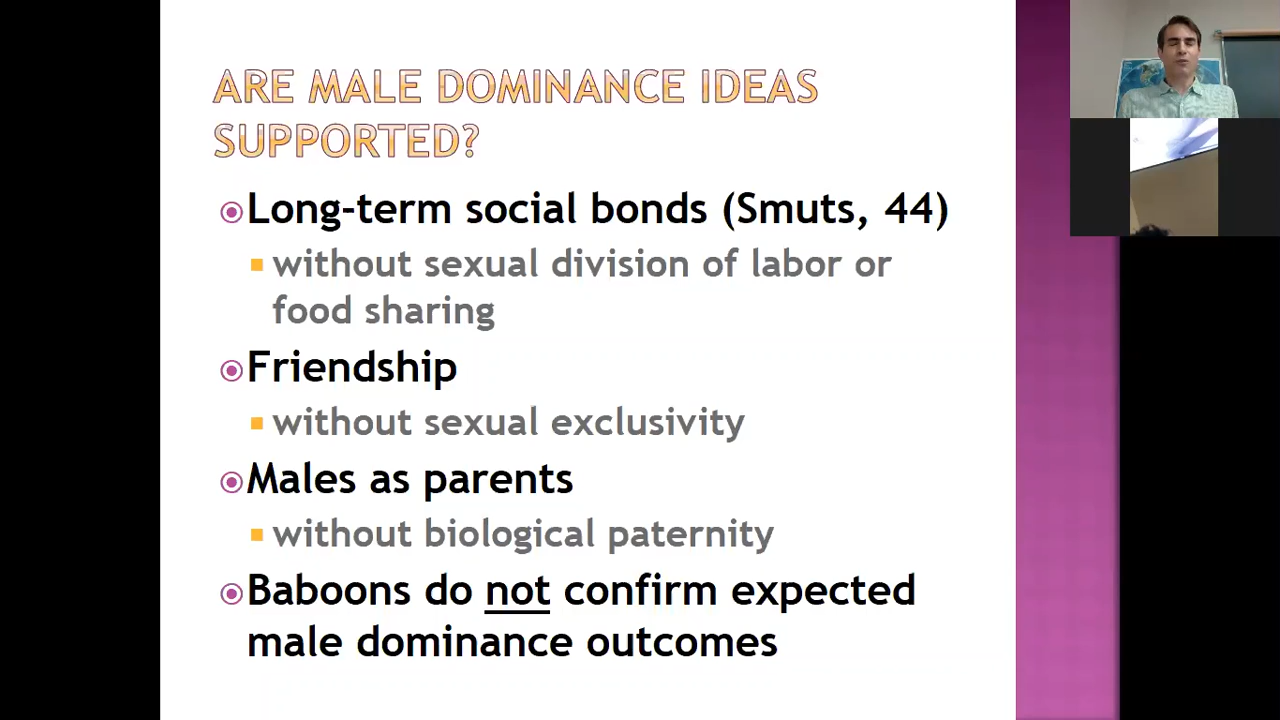 ARE MALE DOMINANCE IDEAS
SUPPORTED?
Long-term social bonds (Smuts, 44)
without sexual division of labor or
food sharing
Friendship
without sexual exclusivity
Males as parents
without biological paternity
Baboons do not confirm expected
male dominance outcomes